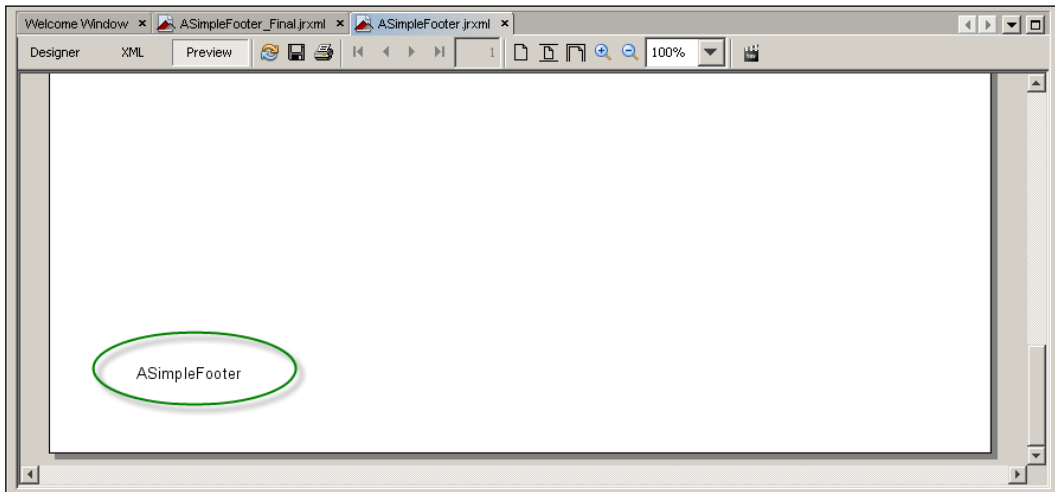 Welcome Window ASimpleFooter_Final.jrxml ASimpleFooter.jrxml
Designer XML Preview 1 100%
ASimpleFooter